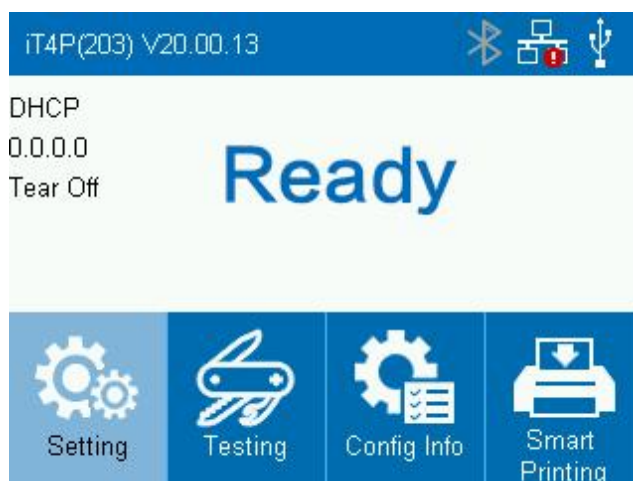 iT4P(203) V20.00.13
DHCP
0.0.0.0
Tear Off
Ready
Setting
Testing
Config Info
Smart
Printing